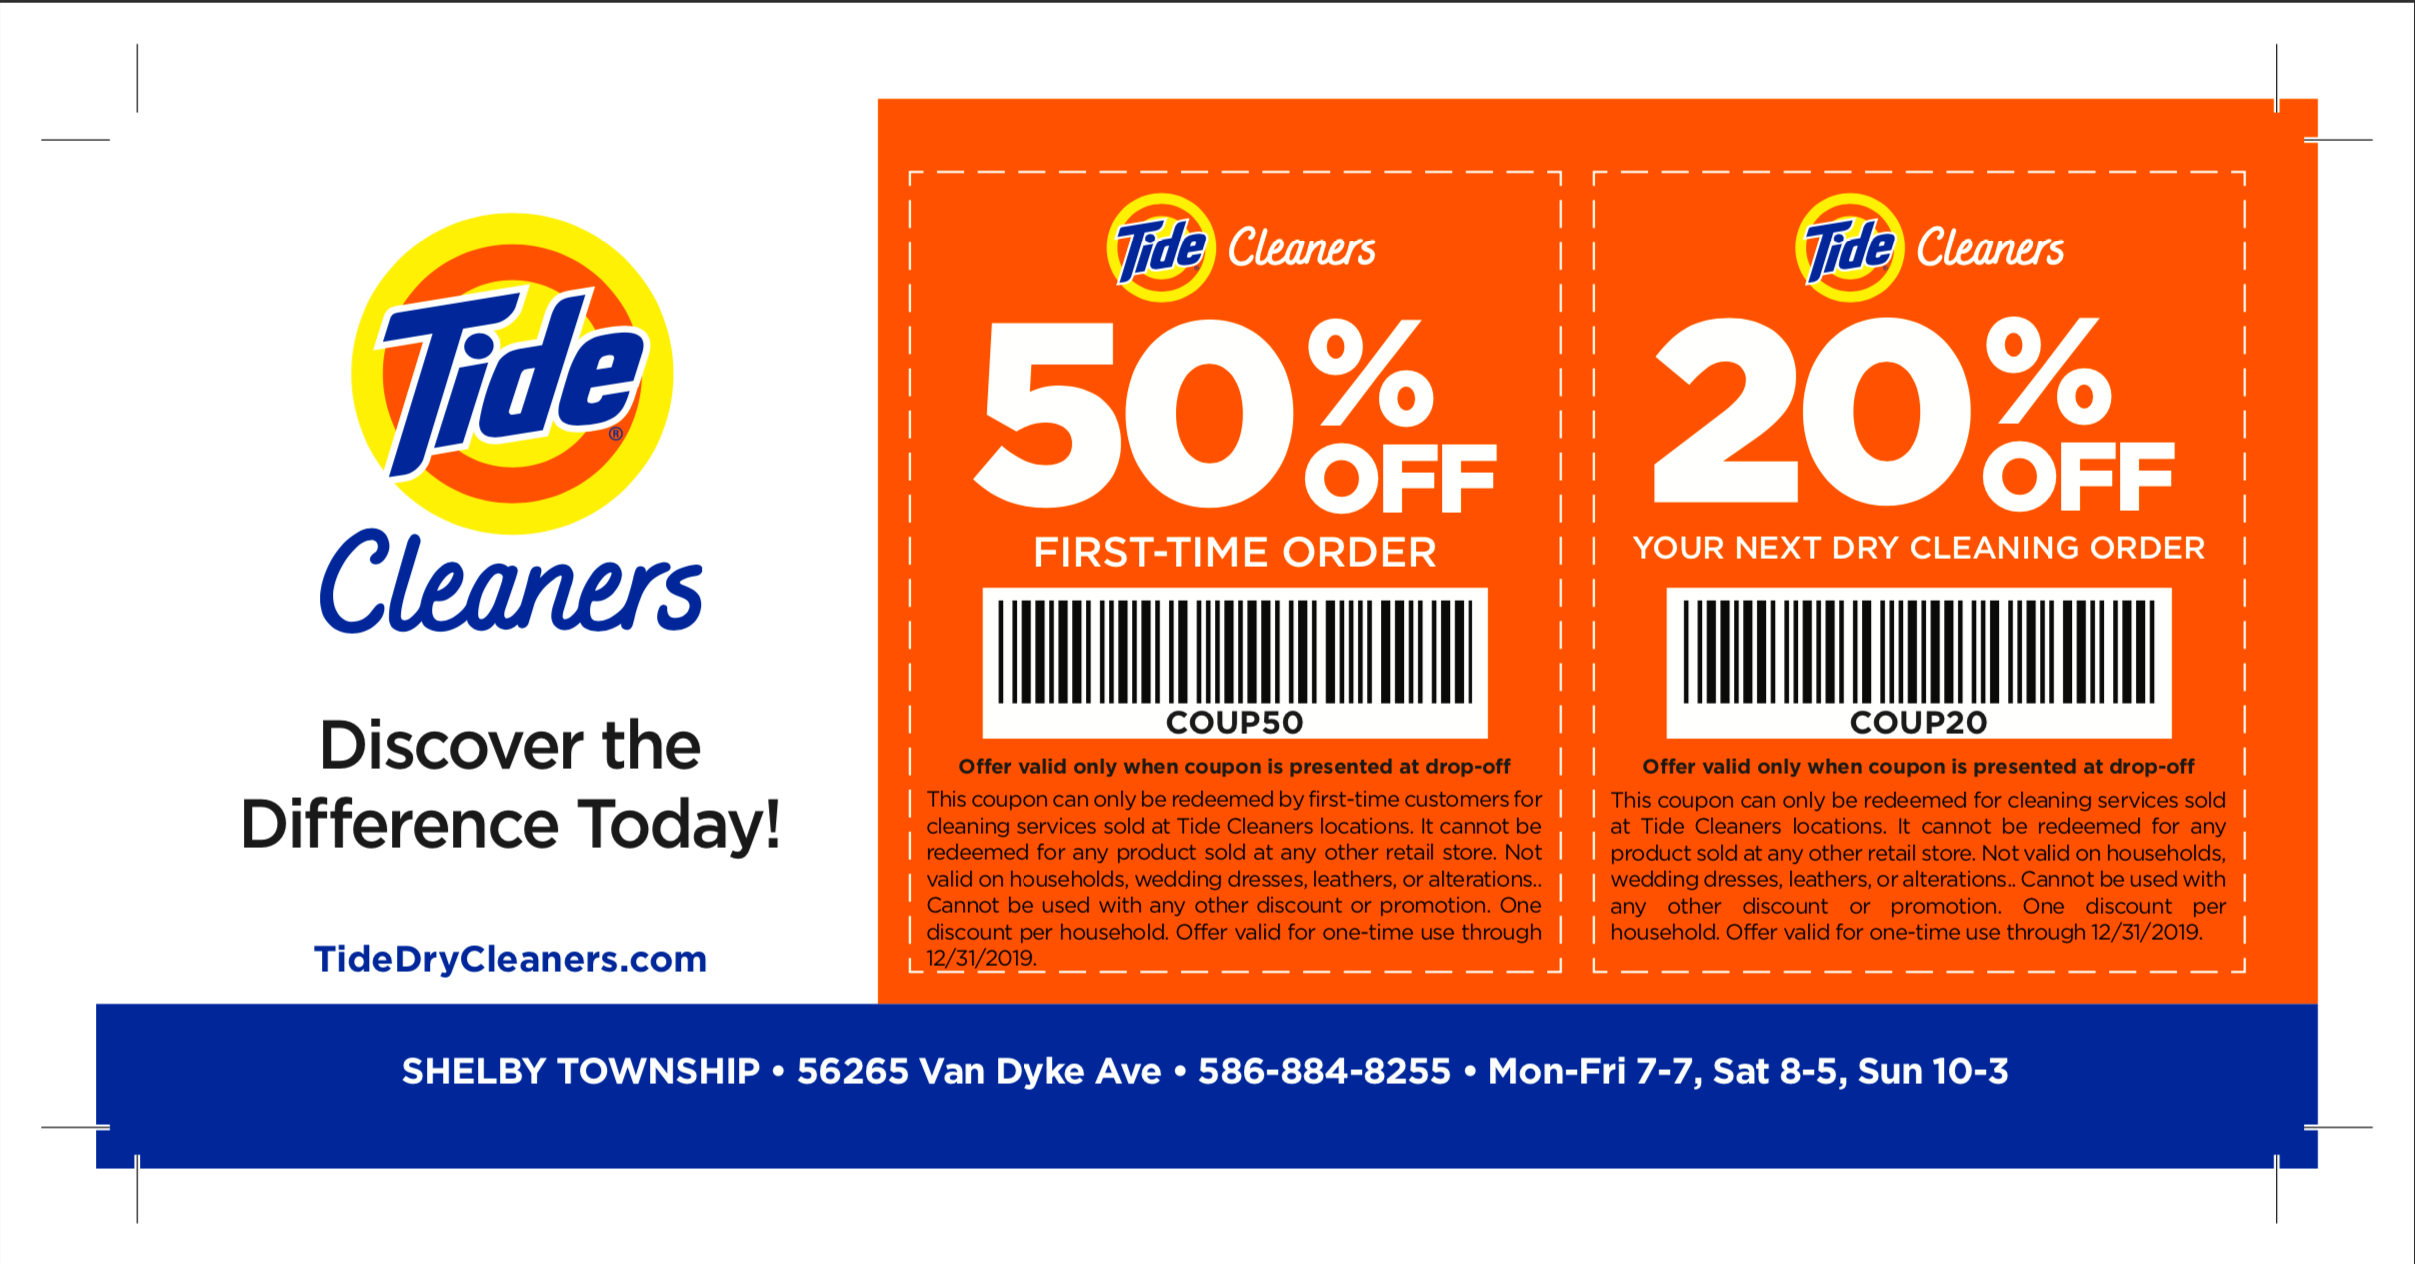 Tide®
Cleaners
Discover the
Difference Today!
TideDryCleaners.com
Tide Cleaners
50% OFF
FIRST-TIME ORDER
COUP50
Offer valid only when coupon is presented at drop-off
This coupon can only be redeemed by first-time customers for
cleaning services sold at Tide Cleaners locations. It cannot be
redeemed for any product sold at any other retail store. Not
valid on households, wedding dresses, leathers, or alterations..
Cannot be used with any other discount or promotion. One
discount per household. Offer valid for one-time use through
12/31/2019.
Tide Cleaners
20% OFF
YOUR NEXT DRY CLEANING ORDER
COUP20
Offer valid only when coupon is presented at drop-off
This coupon can only be redeemed for cleaning services sold
at Tide Cleaners locations. It cannot be redeemed for any
product sold at any other retail store. Not valid on households,
wedding dresses, leathers, or alterations.. Cannot be used with
any other discount or promotion. One discount per
household. Offer valid for one-time use through 12/31/2019.
SHELBY TOWNSHIP • 56265 Van Dyke Ave • 586-884-8255 • Mon-Fri 7-7, Sat 8-5, Sun 10-3